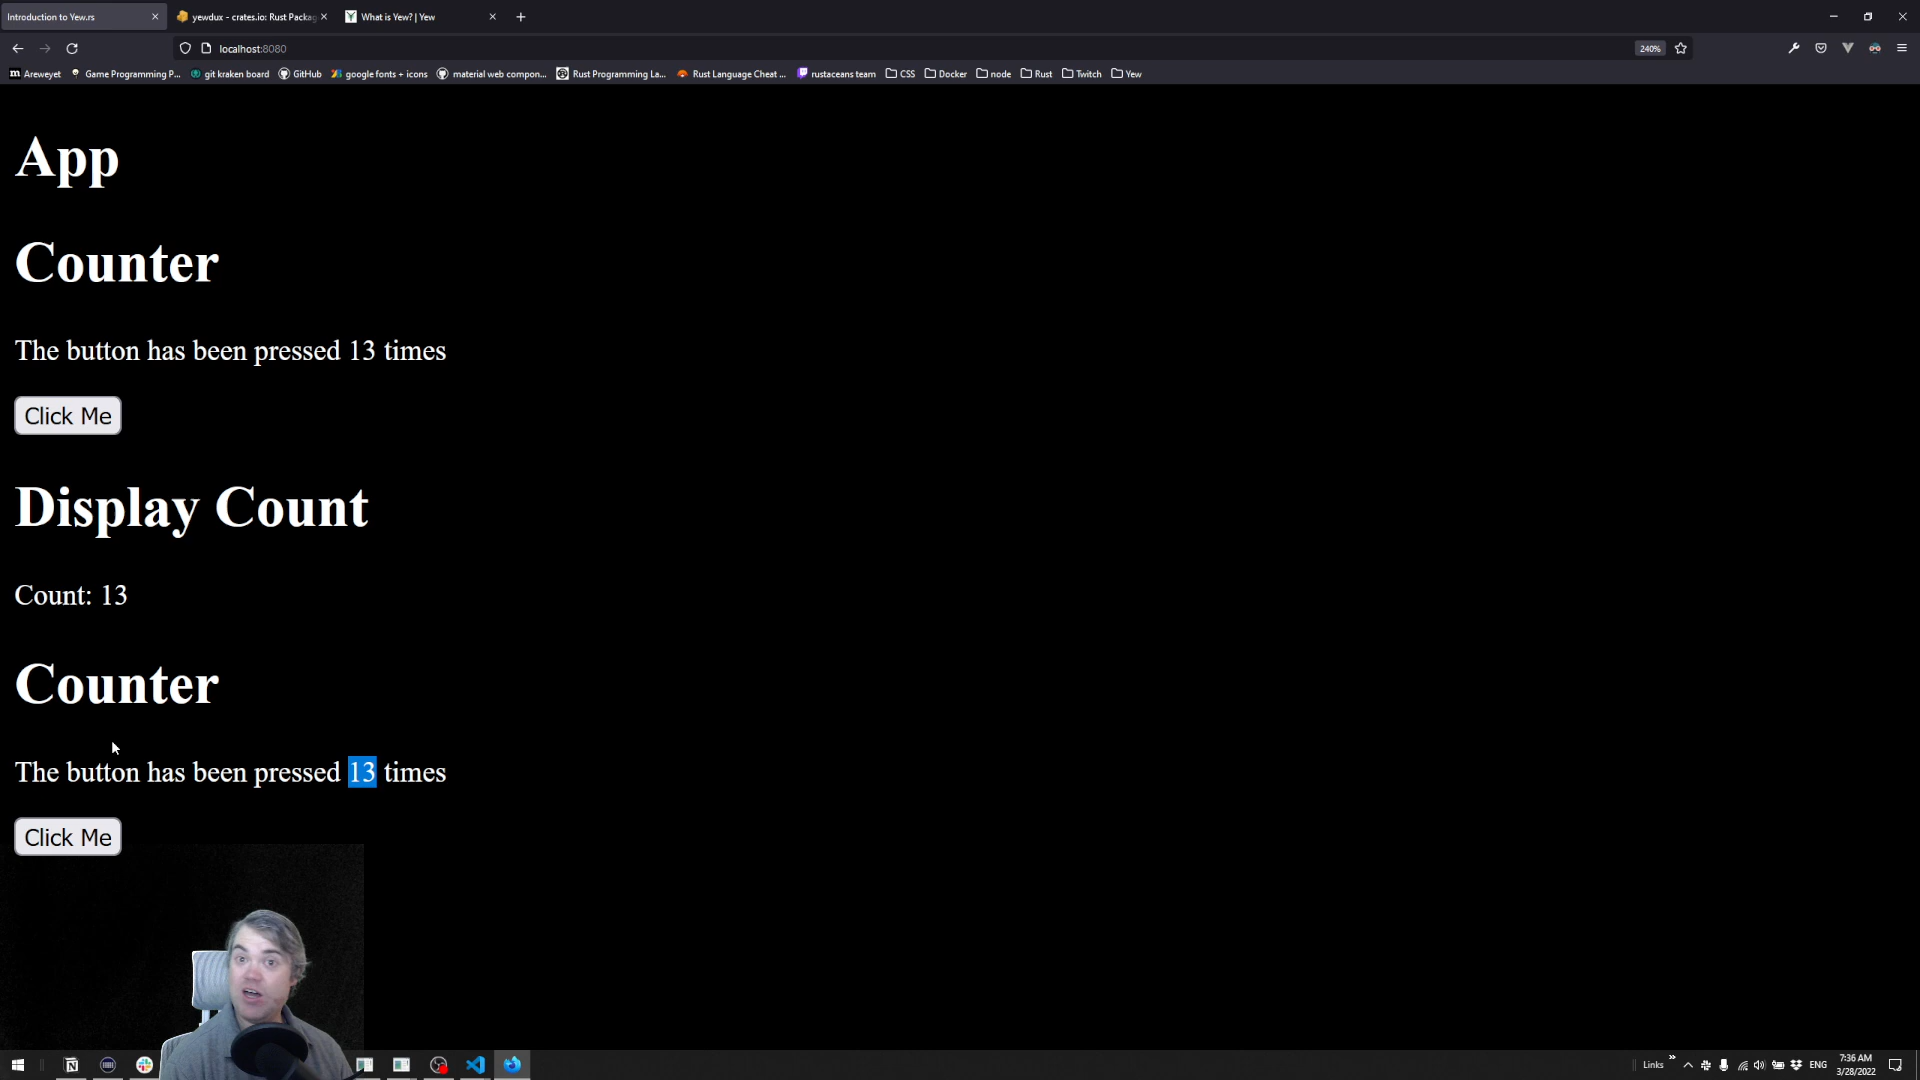 Introduction to Yew.rs
yewdux - crates.io: Rust Packag
What is Yew? | Yew
localhost:8080
240%
m Areweyet
Game Programming P...
git kraken board
GitHub
google fonts + icons
material web compon...
Rust Programming La...
Rust Language Cheat ...
rustaceans team
CSS
Docker
node
Rust
Twitch
Yew
App
Counter
The button has been pressed 13 times
Click Me
Display Count
Count: 13
Counter
The button has been pressed 13 times
Click Me
Links
ENG
7:36 AM
3/28/2022